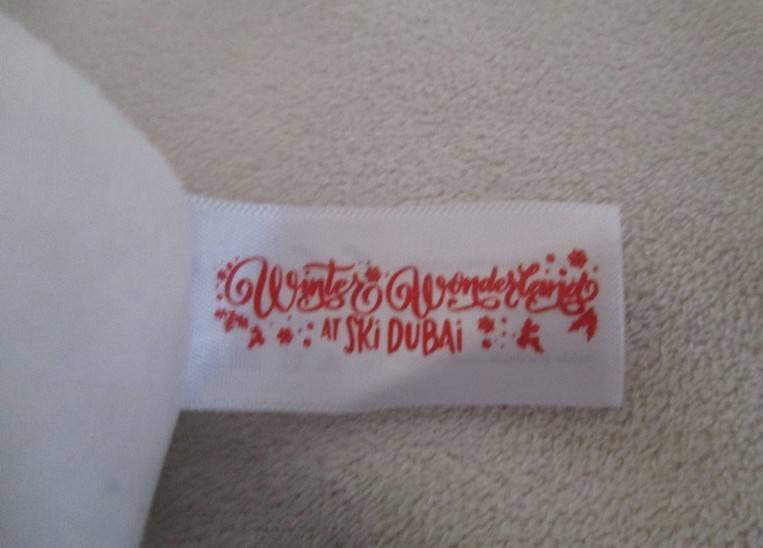 Winter Wonderland
AT SKi DUBAi